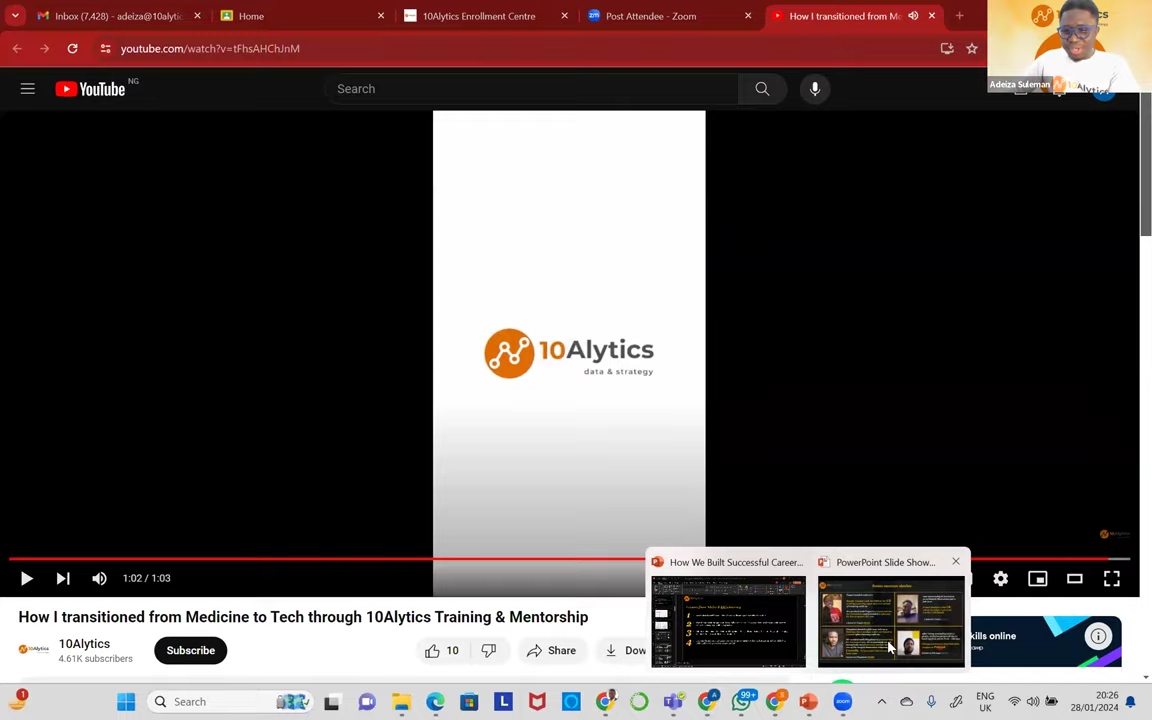 Inbox (7,428) - adeiza@10alytic
Home
10Alytics Enrollment Centre
Post Attendee - Zoom
How I transitioned from Me
youtube.com/watch?v=tFhsAHChJnM
Adeiza Suleman
YouTube NG
Search
10Alytics
data & strategy
1:02 / 1:03
How We Built Successful Career...
PowerPoint Slide Show...
How I transitioned from Medicine to Tech through 10Alytics Training & Mentorship
10Alytics
4.61K subscribers
Subscribe
10
Share
Dow
kills online
1
Search
99+
ENG
UK
20:26
28/01/2024